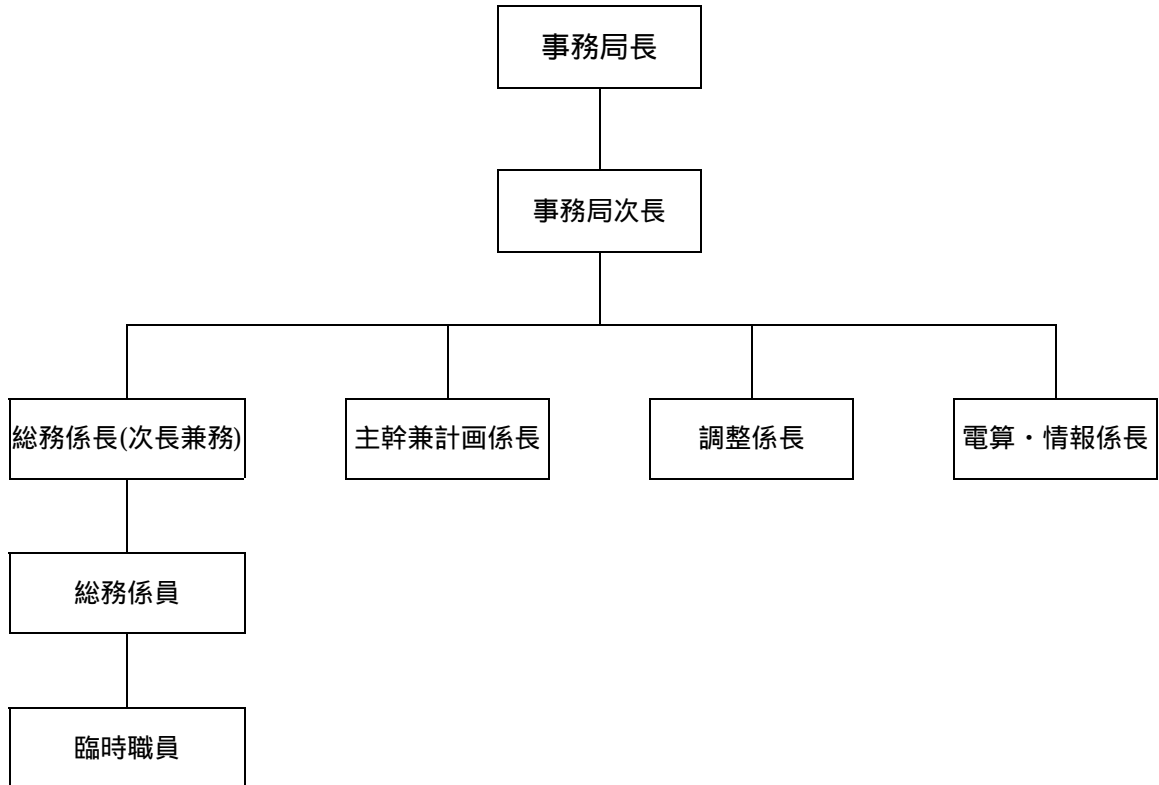 事務局長
事務局次長
総務係長(次長兼務)
主幹兼計画係長
調整係長
電算・情報係長
総務係員
臨時職員